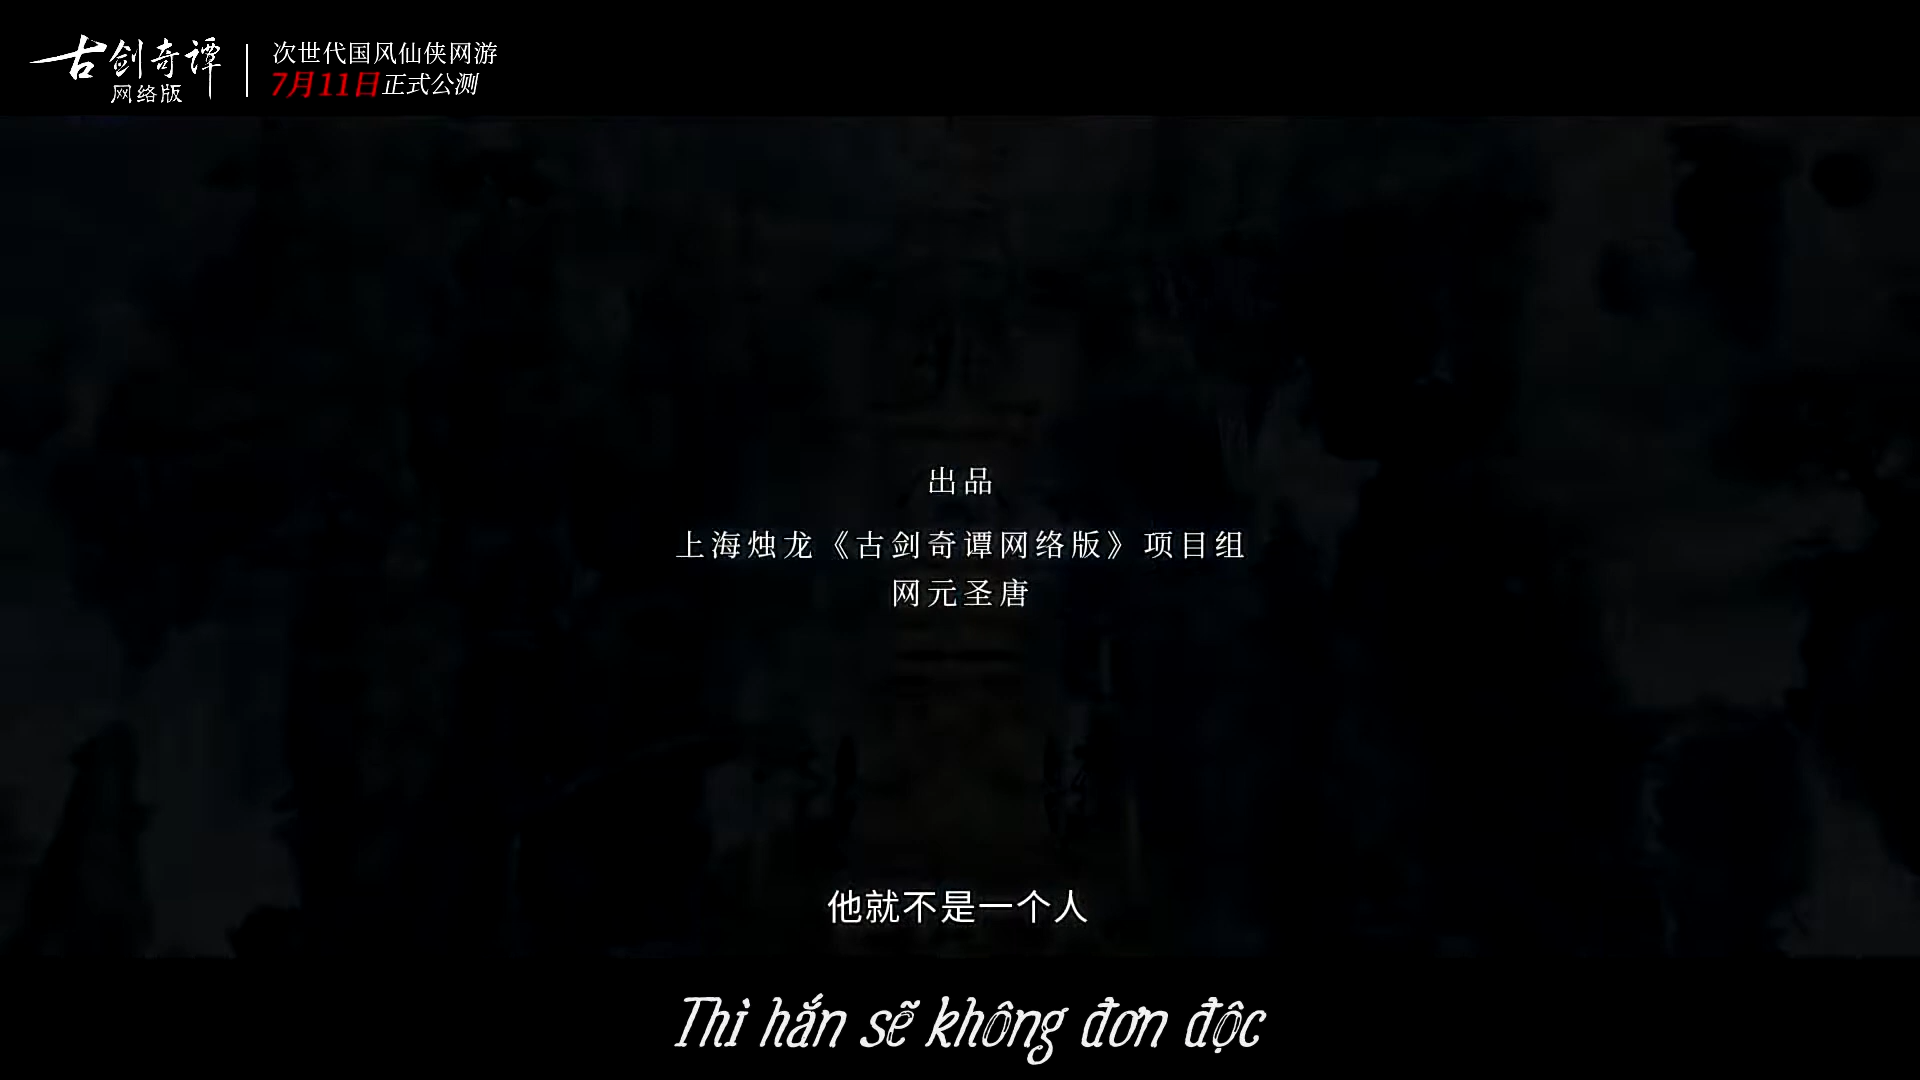 古剑奇谭
网络版
次世代国风仙侠网游
7月11日正式公测
出品
上海烛龙《古剑奇谭网络版》项目组
网元圣唐
他就不是一个人
Thì hắn sẽ không đơn độc